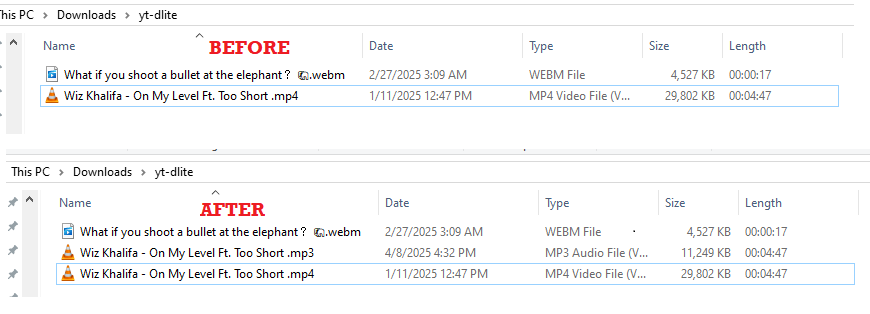 This PC > Downloads > yt-dlite
Name Date Type Size Length
BEFORE
What if you shoot a bullet at the elephant? .webm 2/27/2025 3:09 AM WEBM File 4,527 KB 00:00:17
Wiz Khalifa - On My Level Ft. Too Short .mp4 1/11/2025 12:47 PM MP4 Video File (V... 29,802 KB 00:04:47
This PC > Downloads > yt-dlite
Name Date Type Size Length
AFTER
What if you shoot a bullet at the elephant? .webm 2/27/2025 3:09 AM WEBM File 4,527 KB 00:00:17
Wiz Khalifa - On My Level Ft. Too Short .mp3 4/8/2025 4:32 PM MP3 Audio File (V... 11,249 KB 00:04:47
Wiz Khalifa - On My Level Ft. Too Short .mp4 1/11/2025 12:47 PM MP4 Video File (V... 29,802 KB 00:04:47